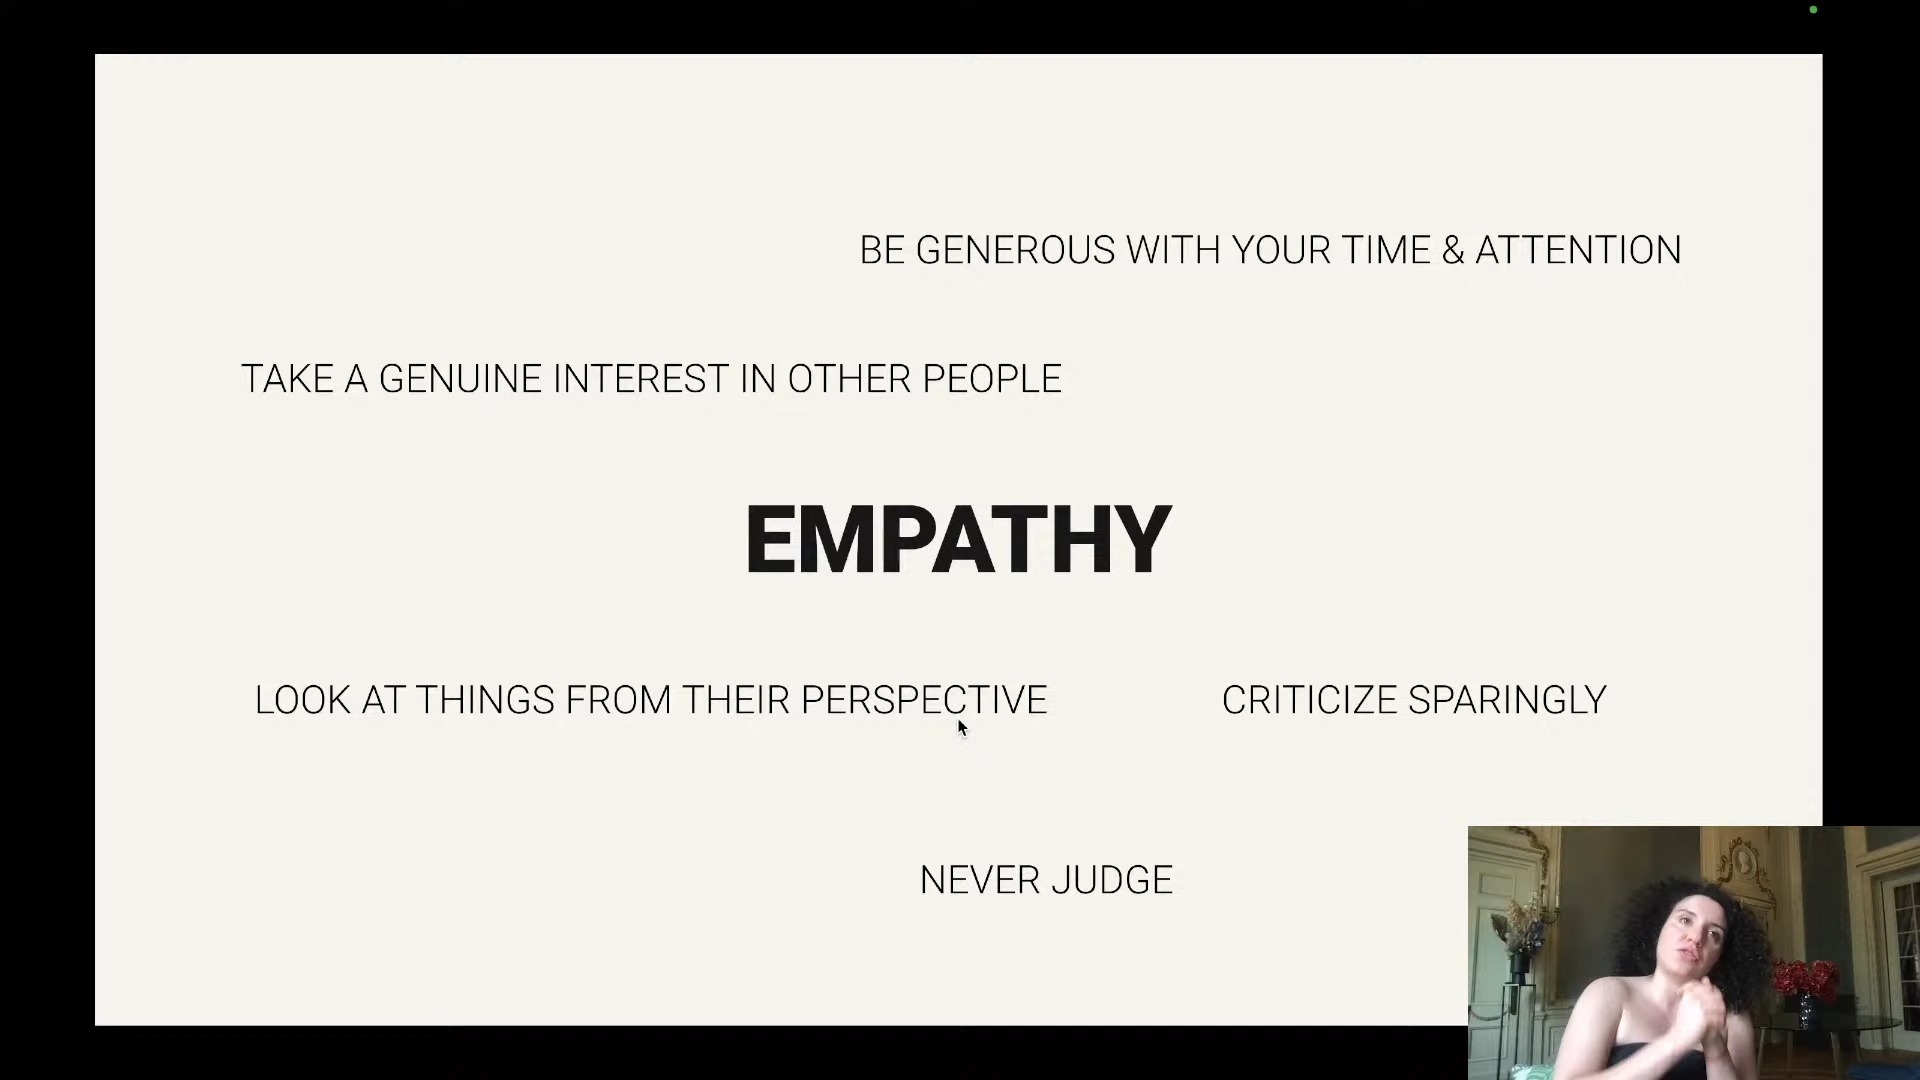 BE GENEROUS WITH YOUR TIME & ATTENTION
TAKE A GENUINE INTEREST IN OTHER PEOPLE
EMPATHY
LOOK AT THINGS FROM THEIR PERSPECTIVE
CRITICIZE SPARINGLY
NEVER JUDGE